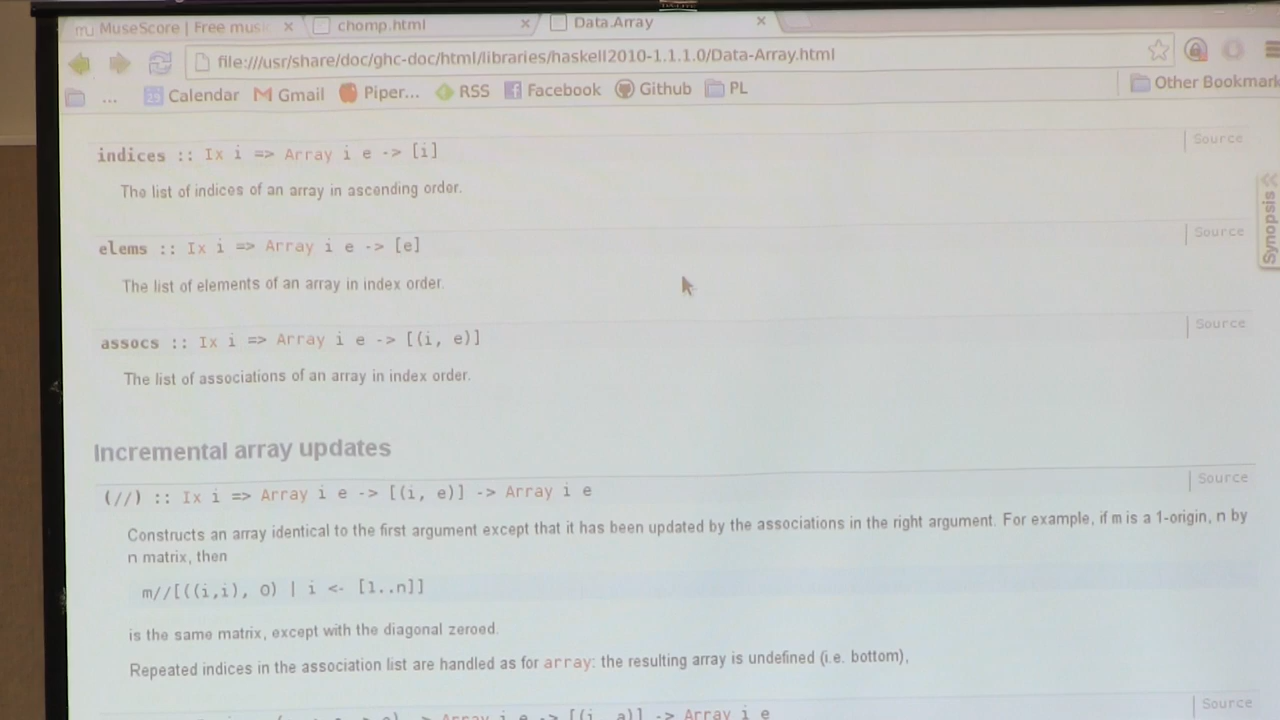 MuseScore | Free musi
chomp.html
Data.Array
file:///usr/share/doc/ghc-doc/html/libraries/haskell2010-1.1.1.0/Data-Array.html
... Calendar Gmail Piper... RSS Facebook Github PL Other Bookmark
indices :: Ix i => Array i e -> [i] Source
The list of indices of an array in ascending order.
Synopsis
elems :: Ix i => Array i e -> [e] Source
The list of elements of an array in index order.
assocs :: Ix i => Array i e -> [(i, e)] Source
The list of associations of an array in index order.
Incremental array updates
(//) :: Ix i => Array i e -> [(i, e)] -> Array i e Source
Constructs an array identical to the first argument except that it has been updated by the associations in the right argument. For example, if m is a 1-origin, n by
n matrix, then
m//[((i,i), 0) | i <- [1..n]]
is the same matrix, except with the diagonal zeroed.
Repeated indices in the association list are handled as for array: the resulting array is undefined (i.e. bottom),
-> Array i e -> [(i, a)] -> Array i e Source